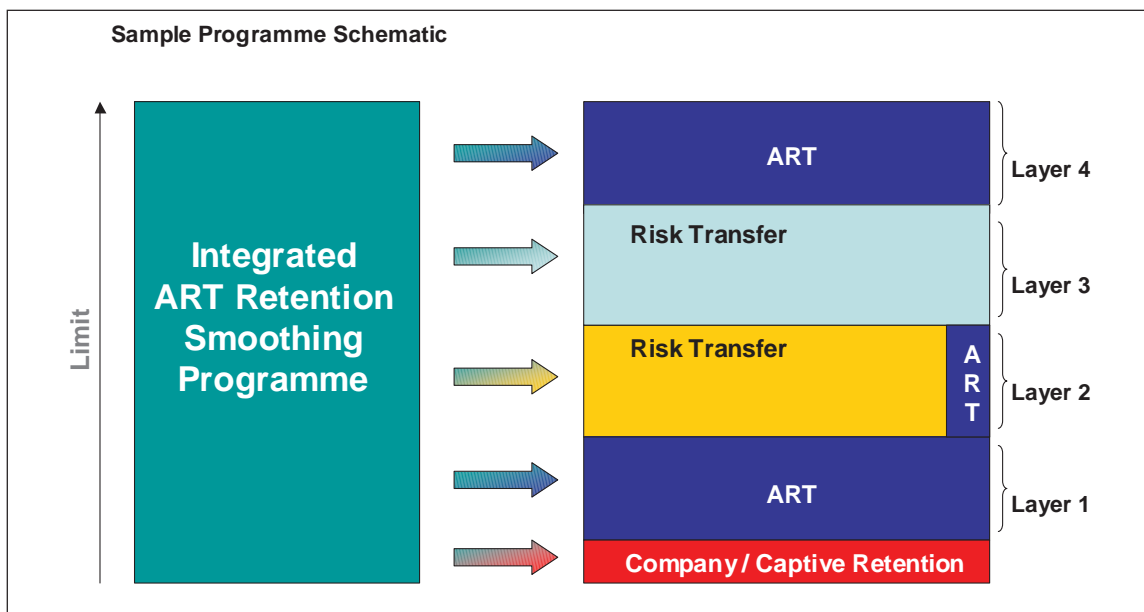 Sample Programme Schematic
Limit
Integrated
ART Retention
Smoothing
Programme
ART
Layer 4
Risk Transfer
Layer 3
Risk Transfer
A
R
T
Layer 2
ART
Layer 1
Company / Captive Retention